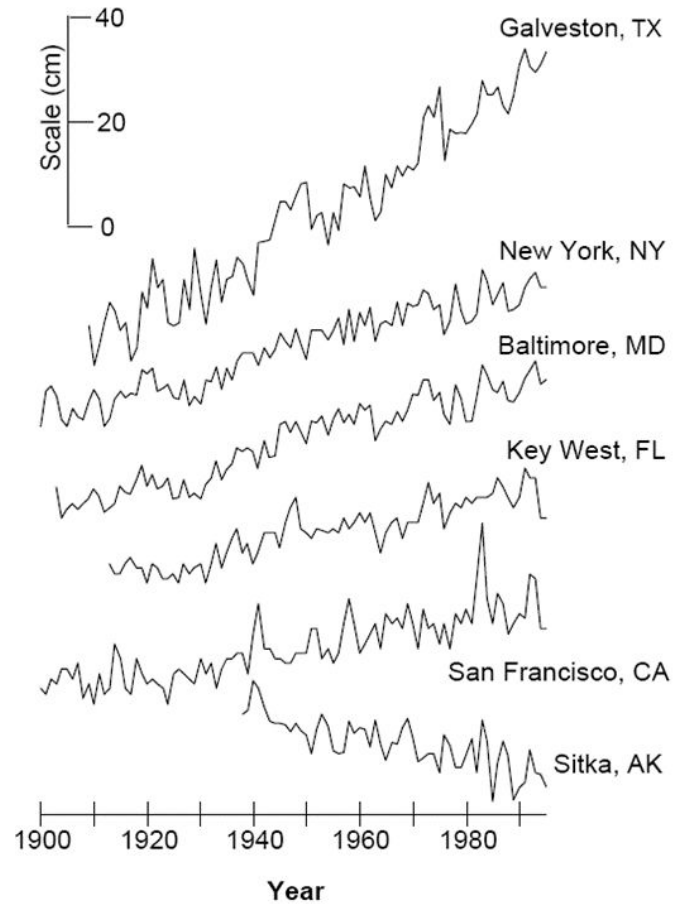 40
Galveston, TX
Scale (cm)
20
0
New York, NY
Baltimore, MD
Key West, FL
San Francisco, CA
Sitka, AK
1900 1920 1940 1960 1980
Year